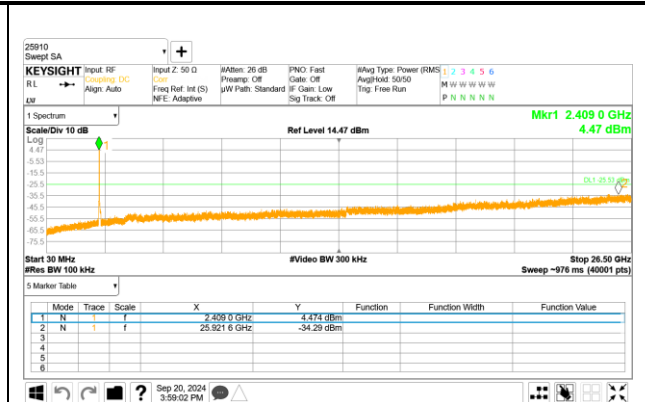 25910
Swept SA
KEYSIGHT Input: RF Input Z: 50 Ω #Atten: 26 dB PNO: Fast #Avg Type: Power (RMS 1 2 3 4 5 6
RL Coupling: DC Corr Preamp: Off Gate: Off Avg|Hold: 50/50 M W W W W W
Align: Auto Freq Ref: Int (S) µW Path: Standard IF Gain: Low Trig: Free Run
NFE: Adaptive Sig Track: Off P N N N N N
1 Spectrum
Mkr1 2.409 0 GHz
Scale/Div 10 dB Ref Level 14.47 dBm 4.47 dBm
Log
4.47
-5.53
-15.5
-25.5
-35.5
-45.5
-55.5
-65.5
-75.5
1
2
Start 30 MHz #Video BW 300 kHz Stop 26.50 GHz
#Res BW 100 kHz Sweep ~976 ms (40001 pts)
5 Marker Table
Mode Trace Scale X Y Function Function Width Function Value
1 N 1 f 2.409 0 GHz 4.474 dBm
2 N 1 f 25.921 6 GHz -34.29 dBm
3
4
5
6
? Sep 20, 2024
3:59:02 PM